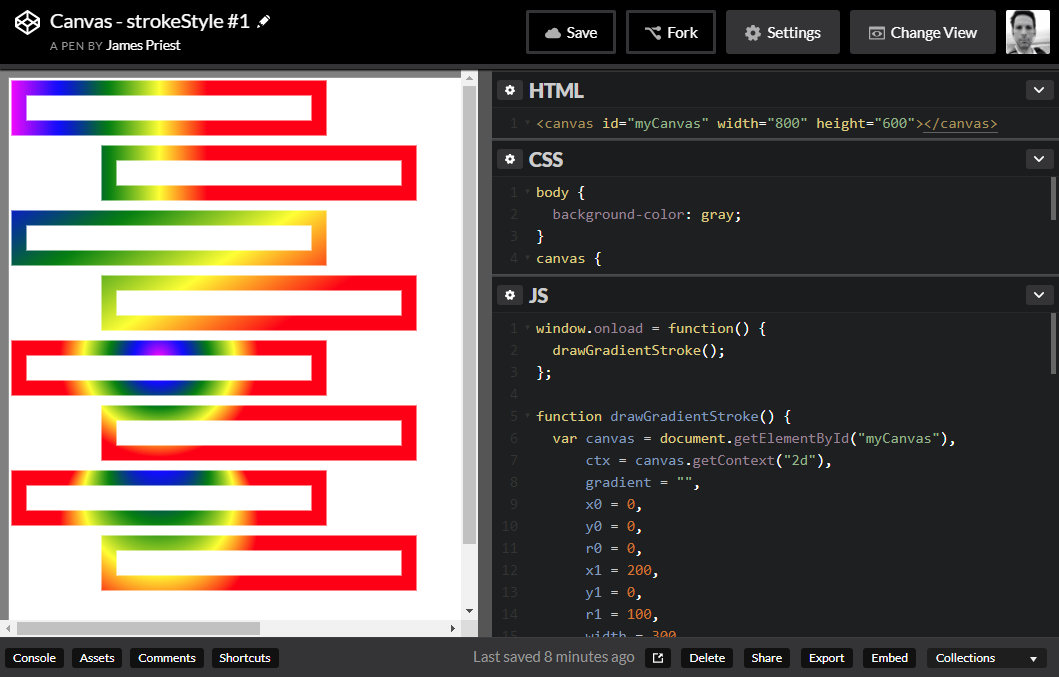 Canvas - strokeStyle #1
A PEN BY James Priest
Save
Fork
Settings
Change View
HTML
1 <canvas id="myCanvas" width="800" height="600"></canvas>
CSS
1 body {
2   background-color: gray;
3 }
4 canvas {
JS
1 window.onload = function() {
2   drawGradientStroke();
3 };
4
5 function drawGradientStroke() {
6   var canvas = document.getElementById("myCanvas"),
7       ctx = canvas.getContext("2d"),
8       gradient = "",
9       x0 = 0,
10       y0 = 0,
11       r0 = 0,
12       x1 = 200,
13       y1 = 0,
14       r1 = 100,
15       width = 300
Console
Assets
Comments
Shortcuts
Last saved 8 minutes ago
Delete
Share
Export
Embed
Collections